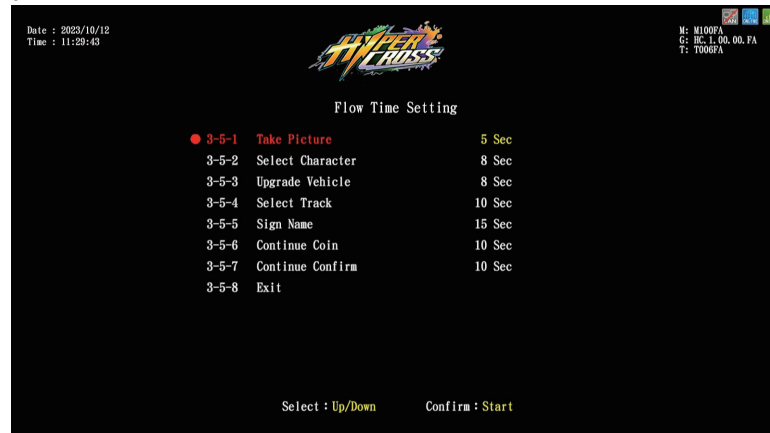 Date : 2023/10/12
Time : 11:29:43
HYPER
CROSS
LAN
M: M100FA
G: HC.1.00.00.FA
T: T006FA
Flow Time Setting
3-5-1 Take Picture 5 Sec
3-5-2 Select Character 8 Sec
3-5-3 Upgrade Vehicle 8 Sec
3-5-4 Select Track 10 Sec
3-5-5 Sign Name 15 Sec
3-5-6 Continue Coin 10 Sec
3-5-7 Continue Confirm 10 Sec
3-5-8 Exit
Select : Up/Down Confirm : Start